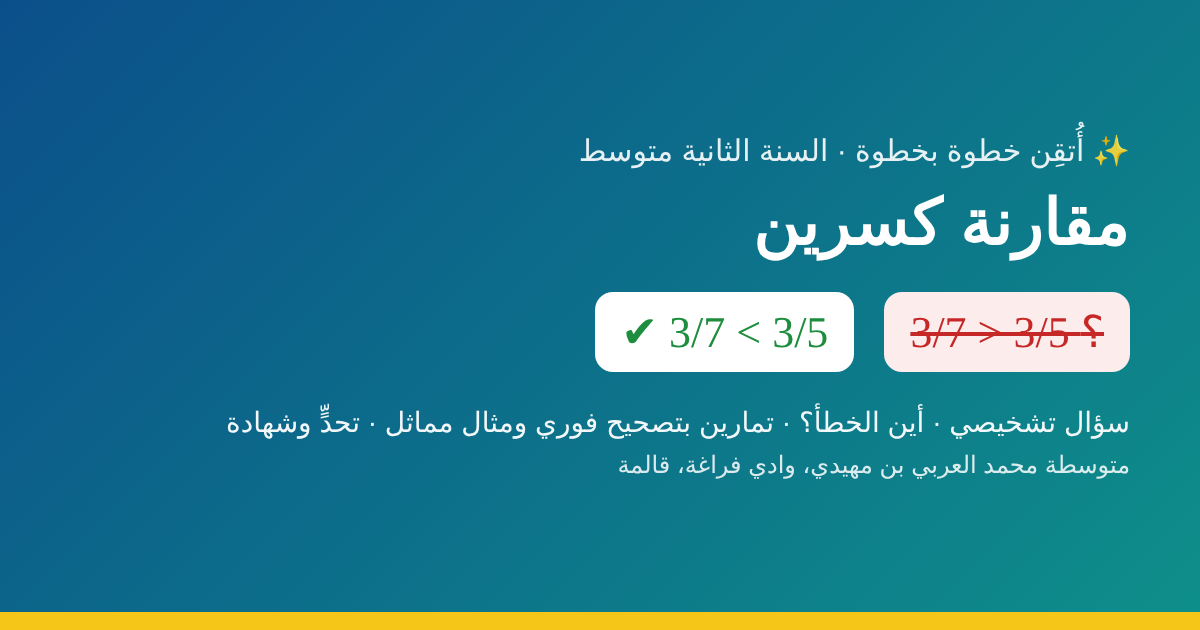 ✨ أُتقِن خطوة بخطوة · السنة الثانية متوسط
مقارنة كسرين
3/7 > 3/5 ؟
3/7 < 3/5 ✔
سؤال تشخيصي · أين الخطأ؟ · تمارين بتصحيح فوري ومثال مماثل · تحدٍّ وشهادة
متوسطة محمد العربي بن مهيدي، وادي فراغة، قالمة